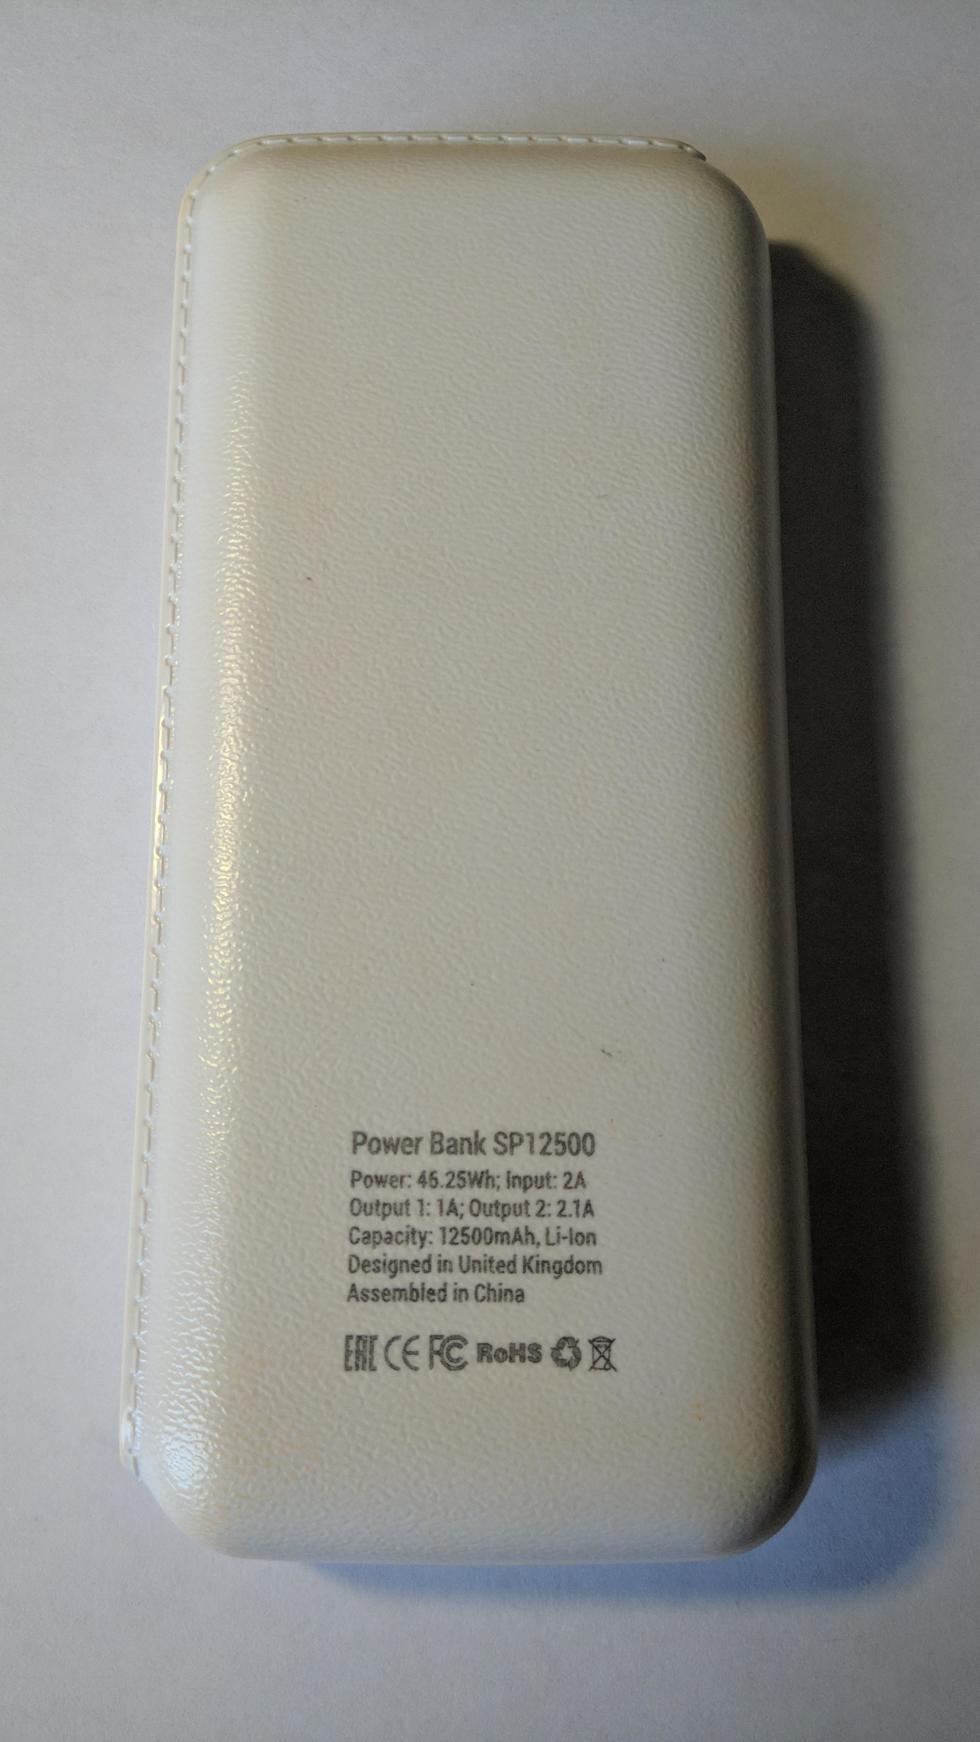 Power Bank SP12500
Power: 46.25Wh; Input: 2A
Output 1: 1A; Output 2: 2.1A
Capacity: 12500mAh, Li-Ion
Designed in United Kingdom
Assembled in China
EAC CE FC RoHS